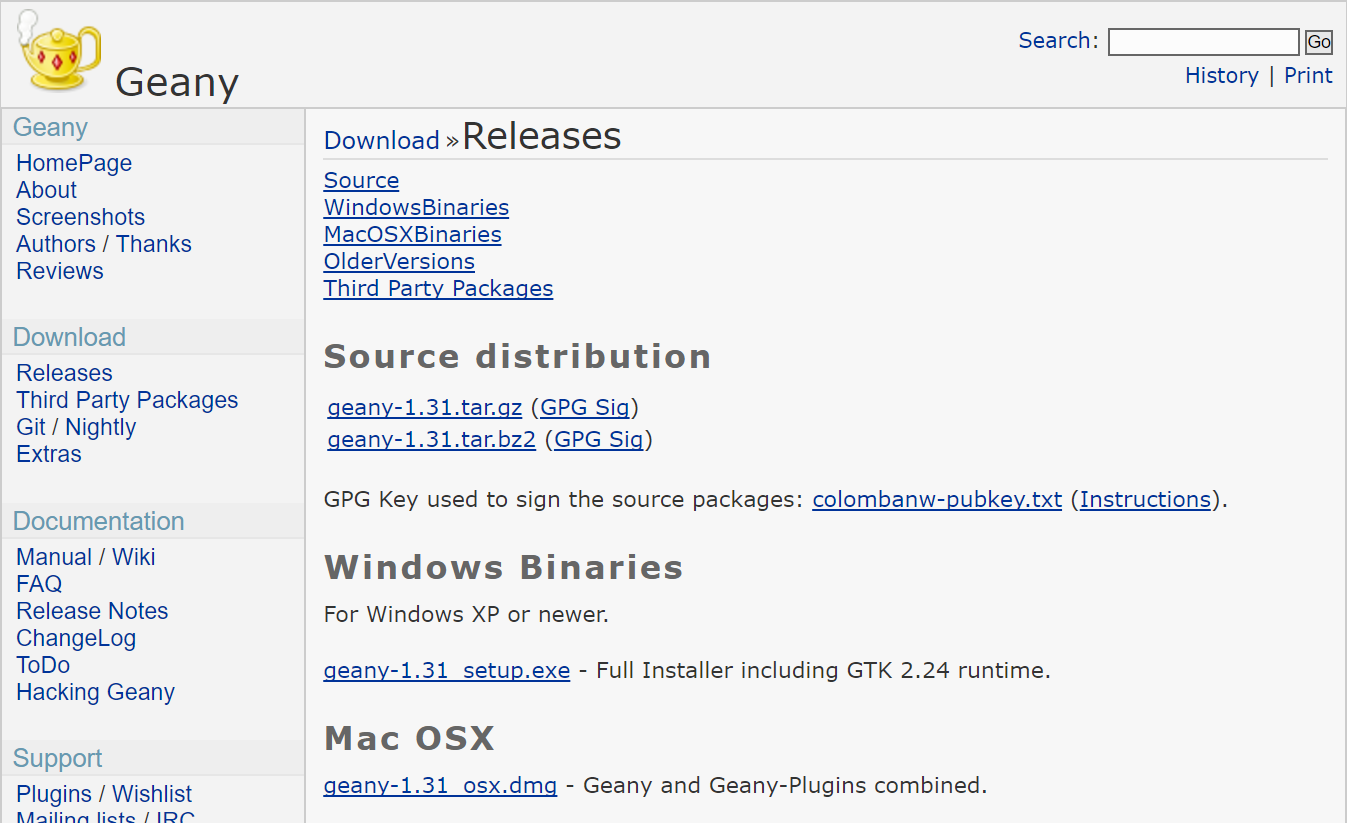 Geany
Search: Go
History | Print
Geany
HomePage
About
Screenshots
Authors / Thanks
Reviews
Download
Releases
Third Party Packages
Git / Nightly
Extras
Documentation
Manual / Wiki
FAQ
Release Notes
ChangeLog
ToDo
Hacking Geany
Support
Plugins / Wishlist
Mailing lists / IRC
Download » Releases
Source
WindowsBinaries
MacOSXBinaries
OlderVersions
Third Party Packages
Source distribution
geany-1.31.tar.gz (GPG Sig)
geany-1.31.tar.bz2 (GPG Sig)
GPG Key used to sign the source packages: colombanw-pubkey.txt (Instructions).
Windows Binaries
For Windows XP or newer.
geany-1.31_setup.exe - Full Installer including GTK 2.24 runtime.
Mac OSX
geany-1.31_osx.dmg - Geany and Geany-Plugins combined.